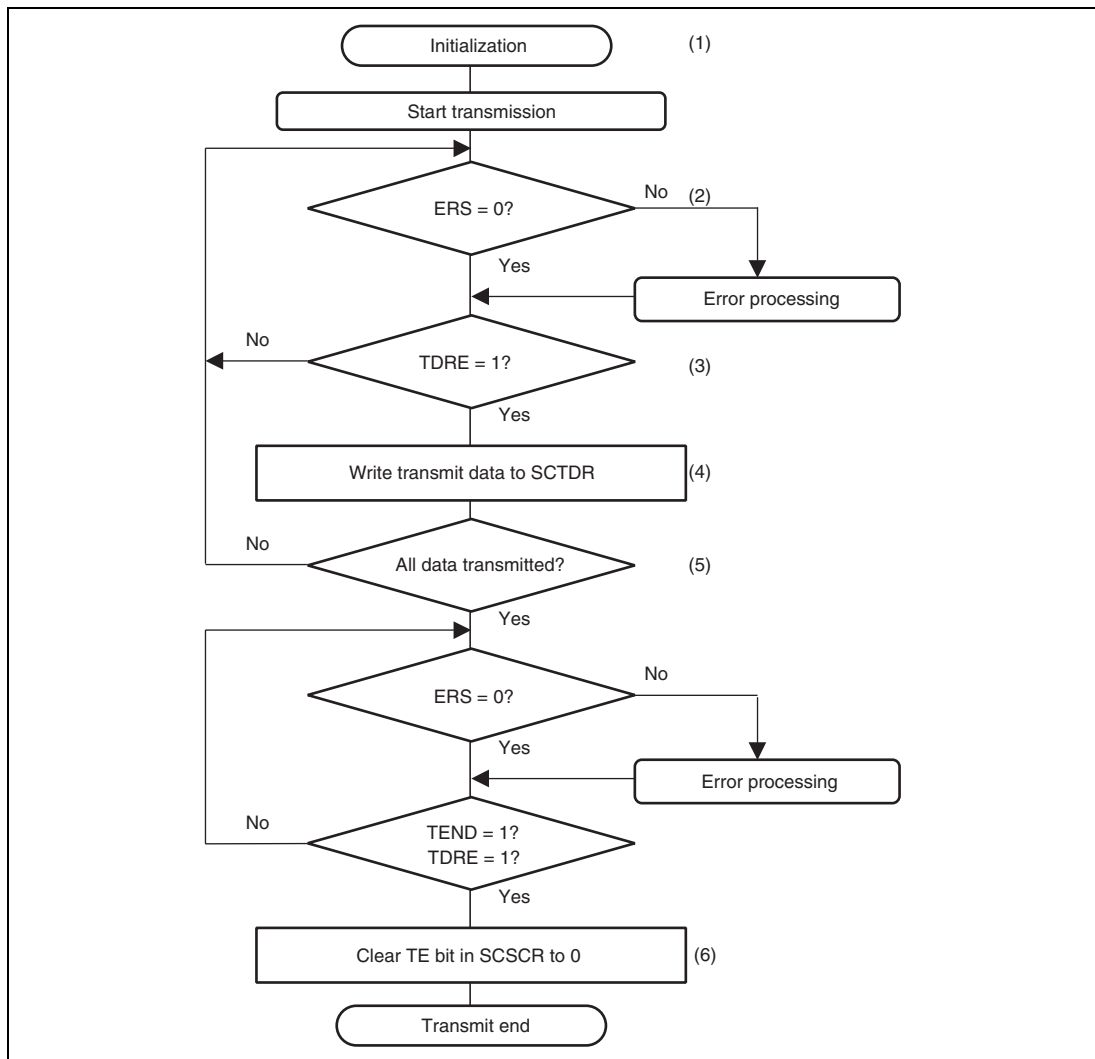 Initialization
(1)
Start transmission
ERS = 0?
No
(2)
Yes
Error processing
No
TDRE = 1?
(3)
Yes
Write transmit data to SCTDR
(4)
No
All data transmitted?
(5)
Yes
No
ERS = 0?
Yes
Error processing
No
TEND = 1?
TDRE = 1?
Yes
Clear TE bit in SCSCR to 0
(6)
Transmit end